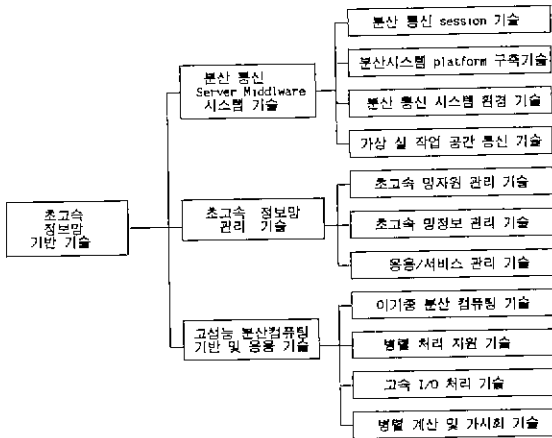 초고속
정보망
기반 기술
분산 통신
Server Middlware
시스템 기술
분산 통신 session 기술
분산시스템 platform 구축기술
분산 통신 시스템 환경 기술
가상 실 작업 공간 통신 기술
초고속 정보망
관리 기술
초고속 망자원 관리 기술
초고속 망정보 관리 기술
응용/서비스 관리 기술
고성능 분산컴퓨팅
기반 및 응용 기술
이기종 분산 컴퓨팅 기술
병렬 처리 지원 기술
고속 I/O 처리 기술
병렬 계산 및 가시화 기술